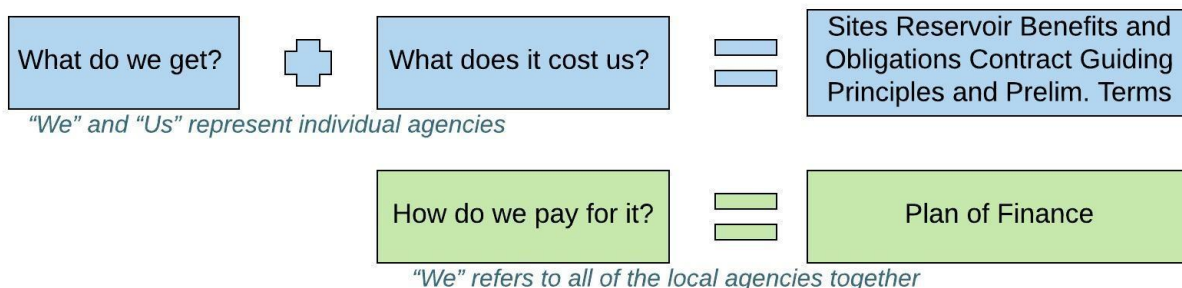 What do we get?
What does it cost us?
Sites Reservoir Benefits and
Obligations Contract Guiding
Principles and Prelim. Terms
“We” and “Us” represent individual agencies
How do we pay for it?
Plan of Finance
“We” refers to all of the local agencies together